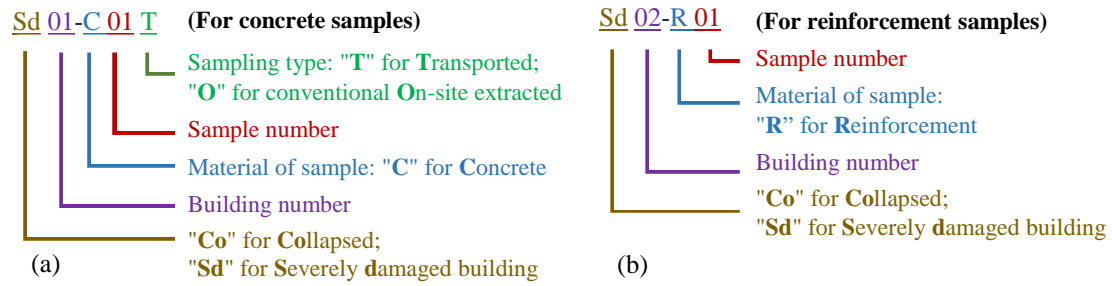 Sd 01-C 01 T (For concrete samples)
Sampling type: "T" for Transported;
"O" for conventional On-site extracted
Sample number
Material of sample: "C" for Concrete
Building number
"Co" for Collapsed;
"Sd" for Severely damaged building
(a)
Sd 02-R 01 (For reinforcement samples)
Sample number
Material of sample:
"R” for Reinforcement
Building number
"Co" for Collapsed;
"Sd" for Severely damaged building
(b)